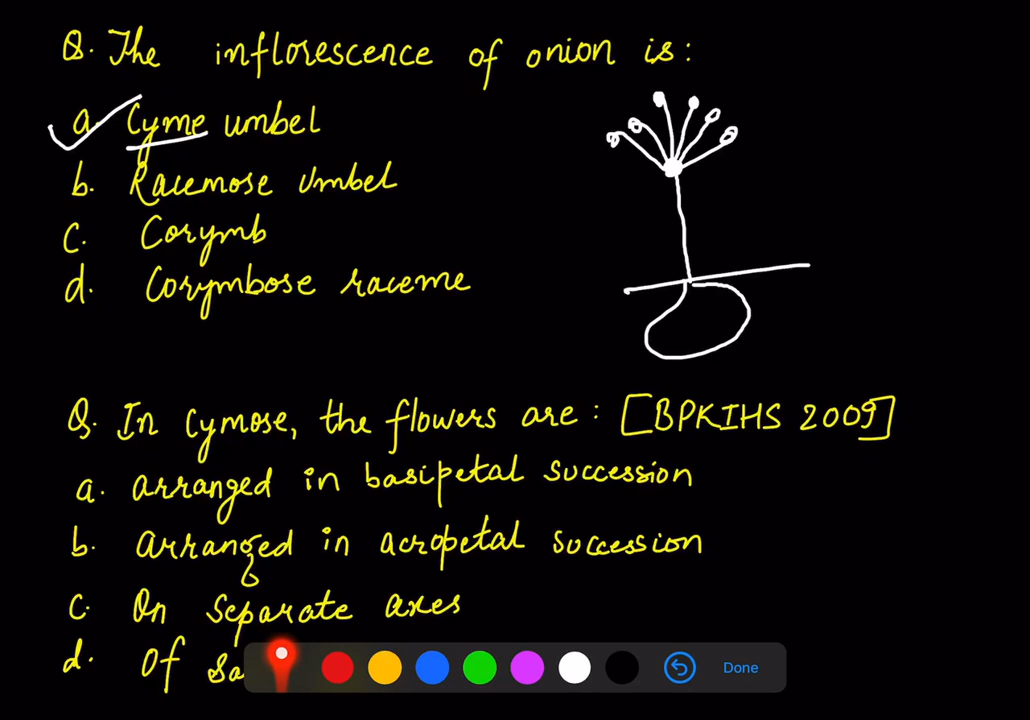 Q. The inflorescence of onion is:
a. Cyme umbel
b. Racemose Umbel
c. Corymb
d. Corymbose raceme
Q. In Cymose, the flowers are: [BPKIHS 2009]
a. arranged in basipetal succession
b. arranged in acropetal succession
c. On separate axes
d. Of
Done